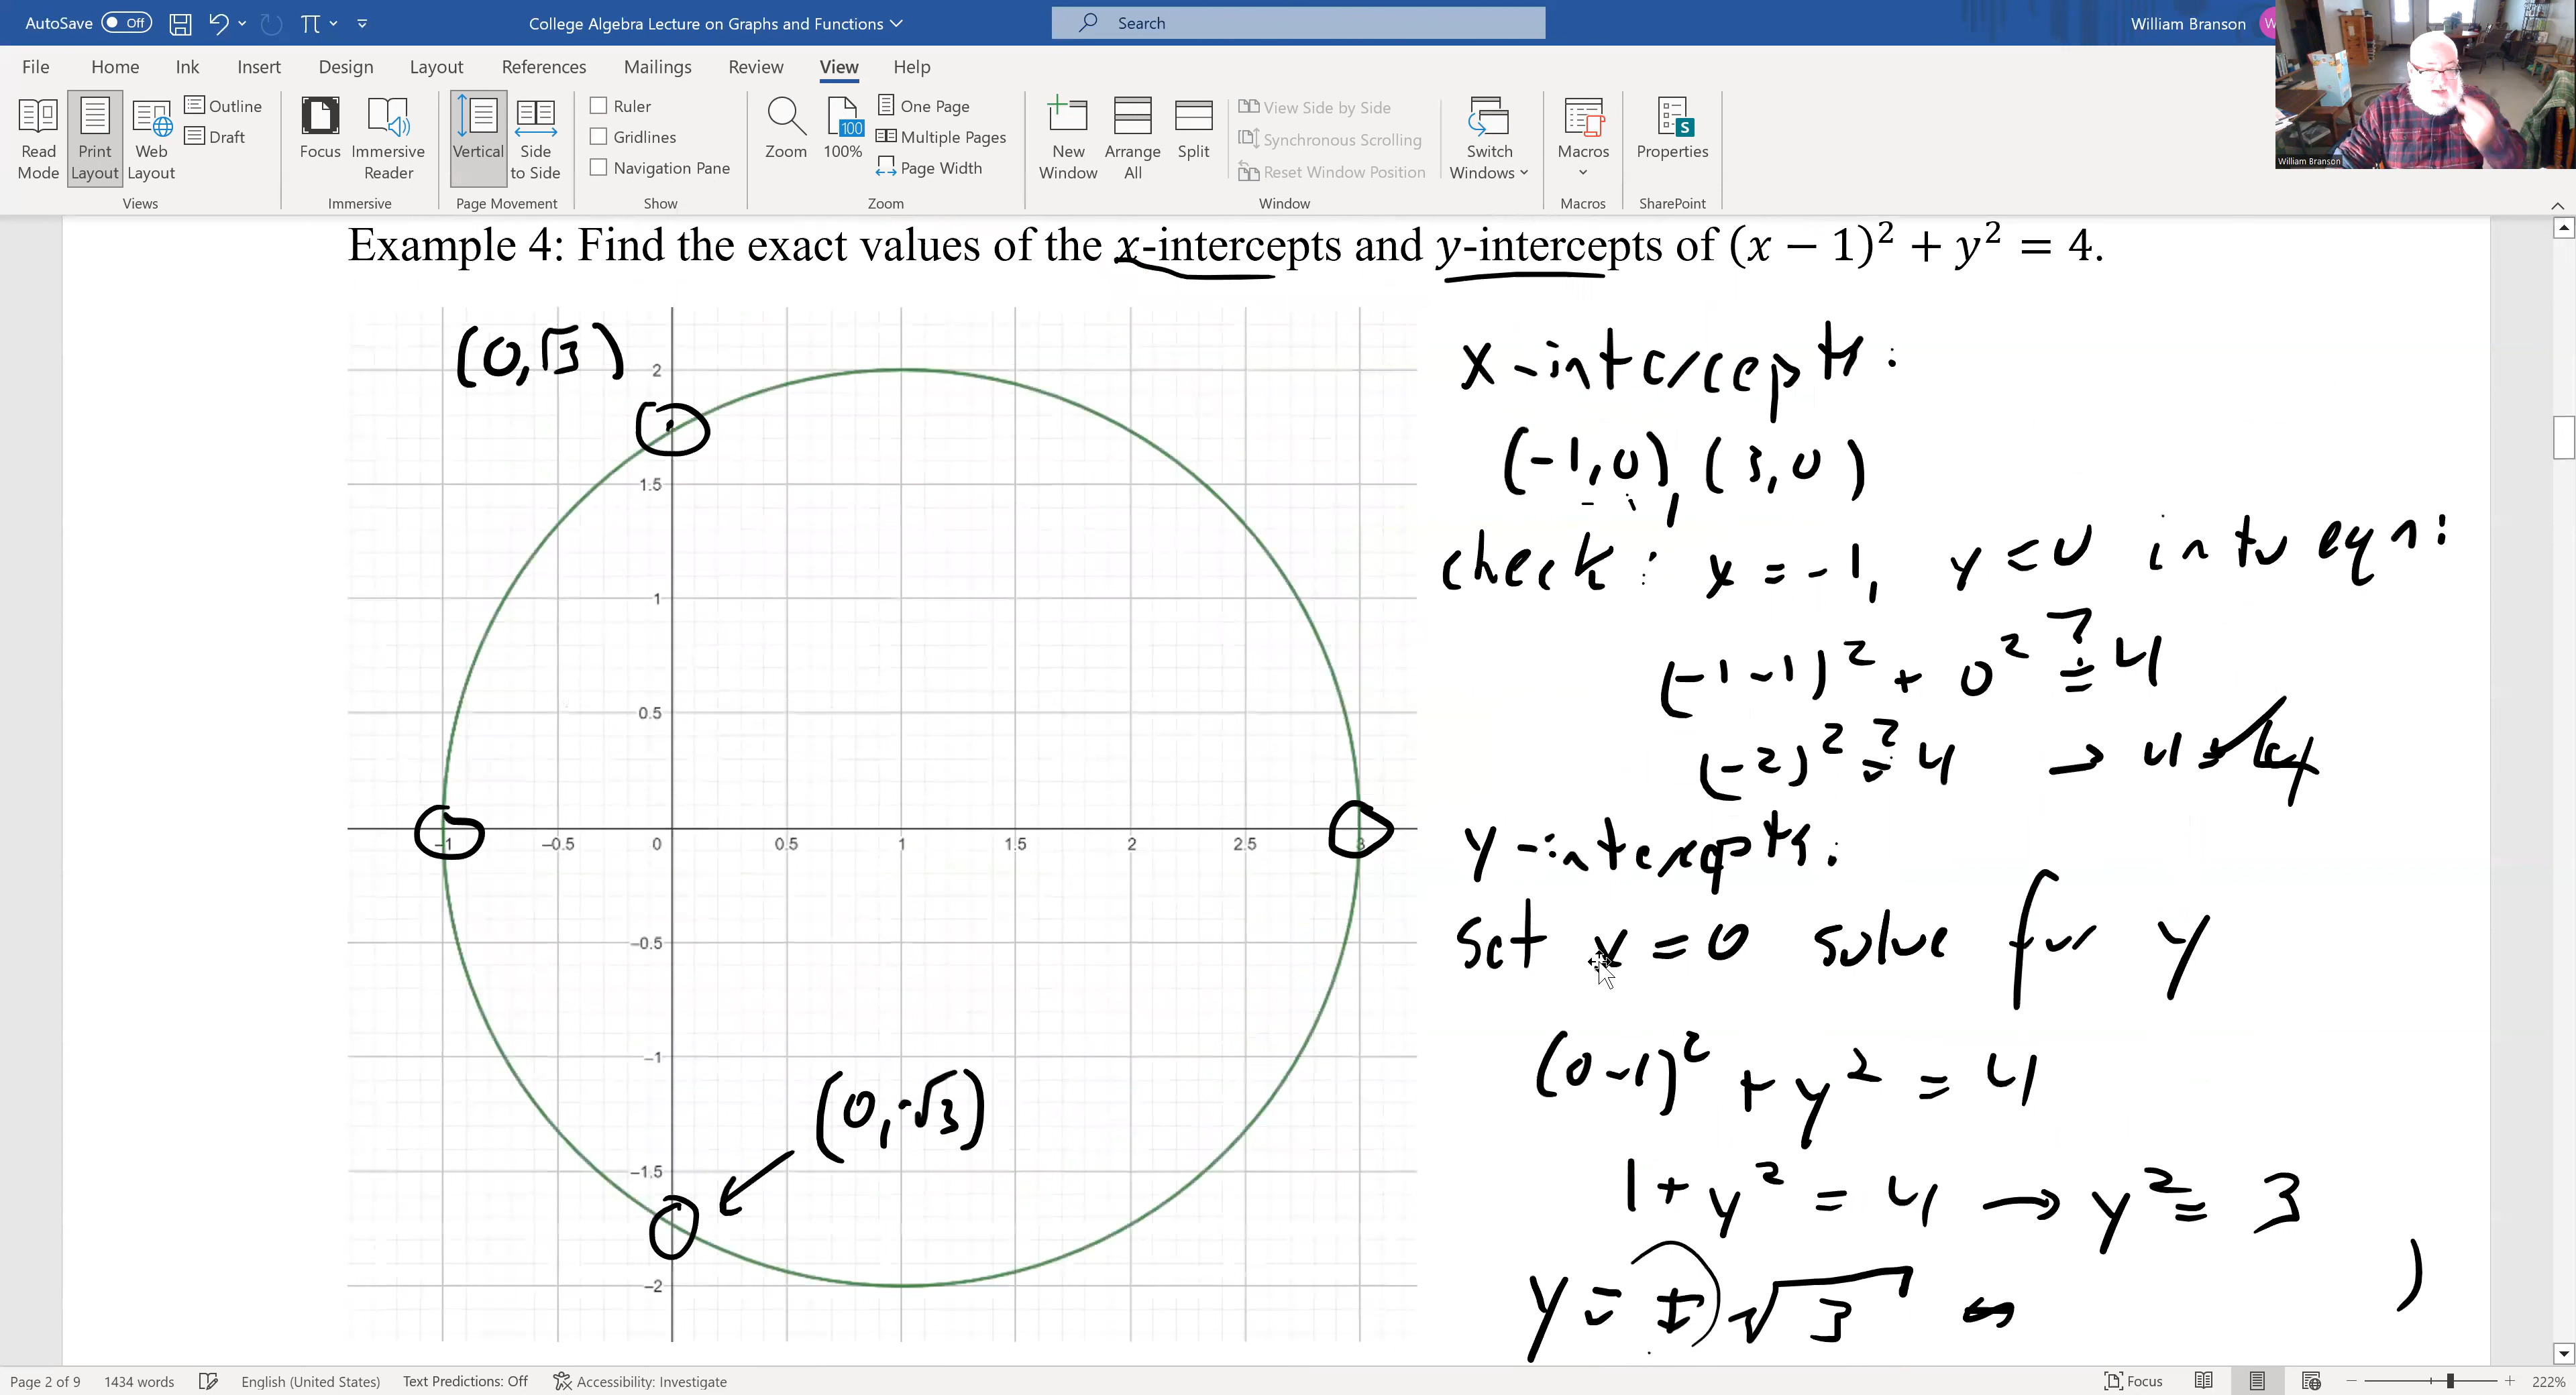 AutoSave Off
College Algebra Lecture on Graphs and Functions
Search
William Branson
File Home Ink Insert Design Layout References Mailings Review View Help
Read Mode
Print Layout
Web Layout
Outline
Draft
Views
Focus
Immersive Reader
Immersive
Vertical
Side to Side
Page Movement
Ruler
Gridlines
Navigation Pane
Show
Zoom
100
100%
One Page
Multiple Pages
Page Width
Zoom
New Window
Arrange All
Split
View Side by Side
Synchronous Scrolling
Reset Window Position
Switch Windows
Window
Macros
Macros
S
Properties
SharePoint
William Branson
Example 4: Find the exact values of the x-intercepts and y-intercepts of (x − 1)² + y² = 4.
(0,√3)
2
1.5
1
0.5
−1 −0.5 0 0.5 1 1.5 2 2.5 3
−0.5
−1
−1.5
−2
(0,-√3)
x-intercepts:
(-1,0), (3,0)
check: x = -1, y = 0 into eqn:
(-1-1)² + 0² ≟ 4
(-2)² ≟ 4 → 4 = 4
y-intercepts:
set x = 0 solve for y
(0-1)² + y² = 4
1 + y² = 4 → y² = 3
y = ±√3
Page 2 of 9 1434 words English (United States) Text Predictions: Off Accessibility: Investigate
Focus 222%